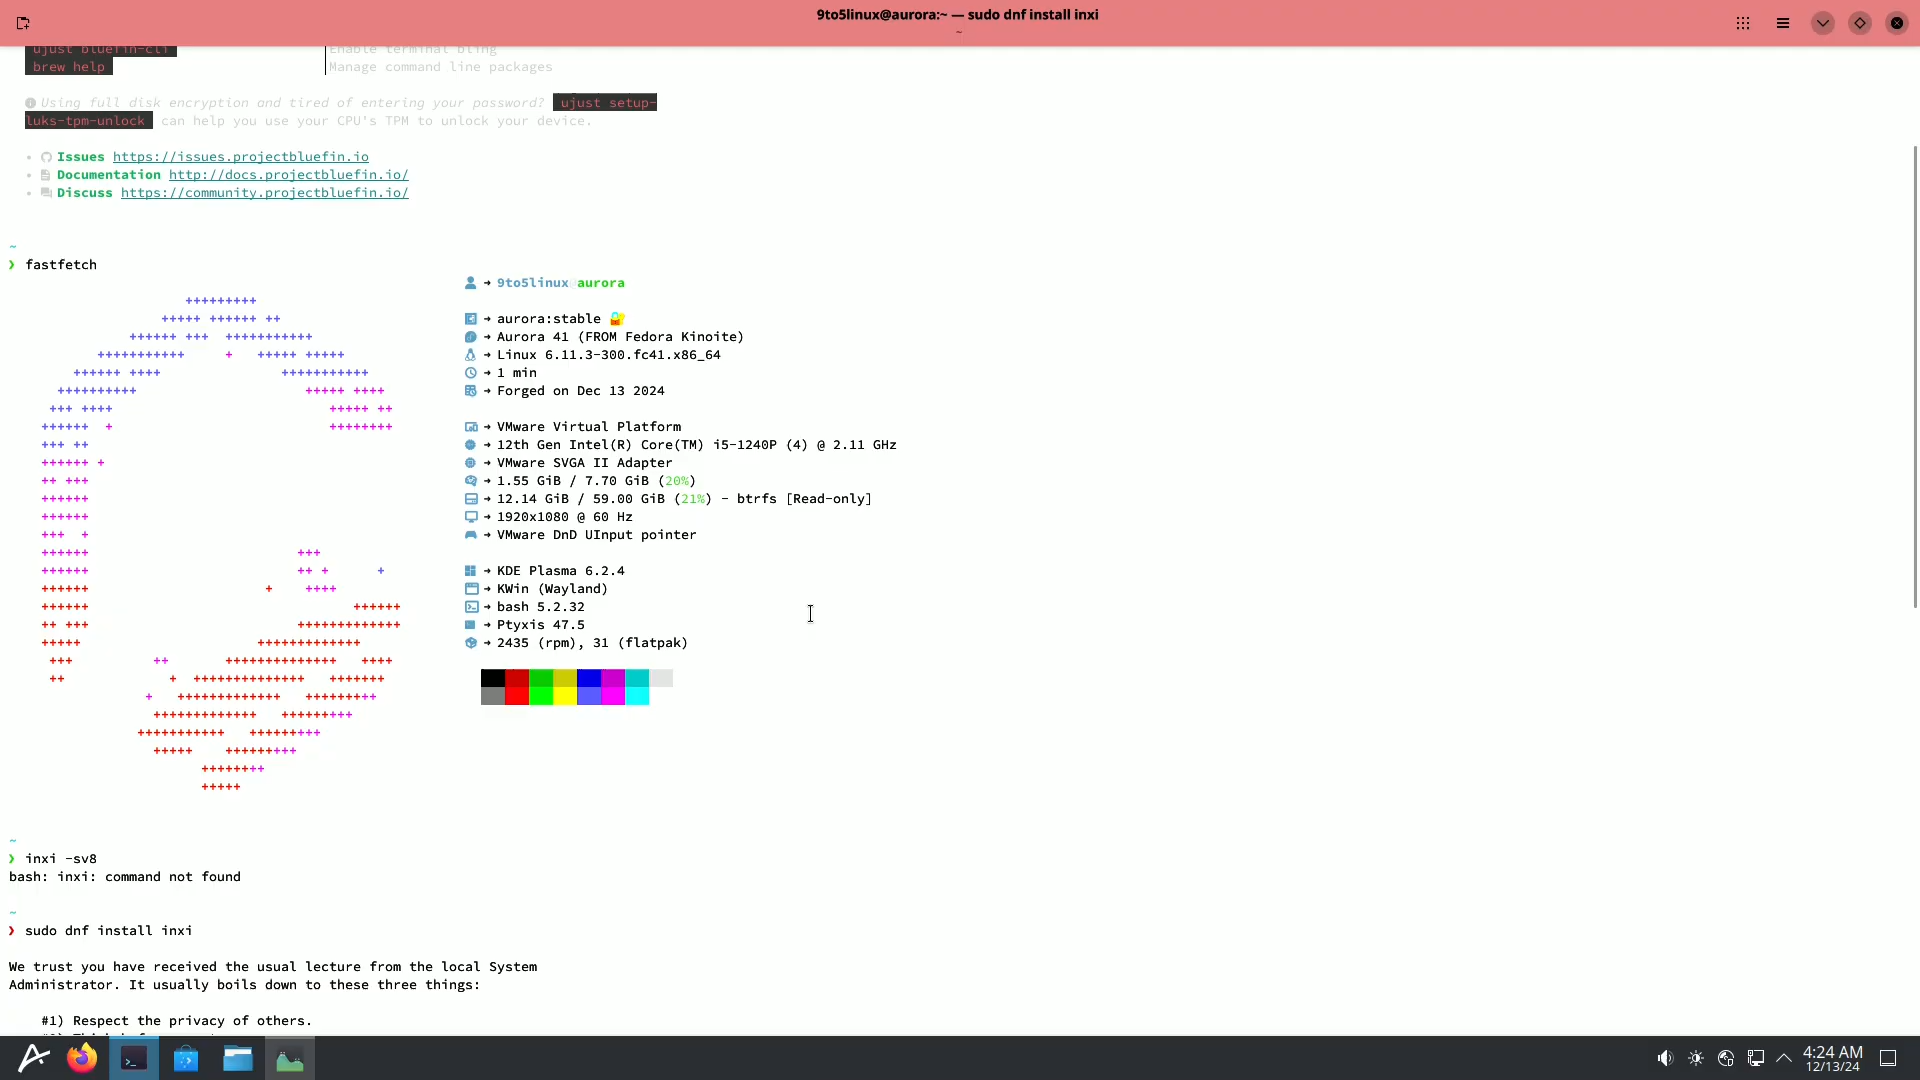 9to5linux@aurora:~ — sudo dnf install inxi
~
ujust bluefin-cli Enable terminal bling
brew help Manage command line packages
Using full disk encryption and tired of entering your password? ujust setup-
luks-tpm-unlock can help you use your CPU's TPM to unlock your device.
• Issues https://issues.projectbluefin.io
• Documentation http://docs.projectbluefin.io/
• Discuss https://community.projectbluefin.io/
~
❯ fastfetch
➜ 9to5linux aurora
➜ aurora:stable 🔐
➜ Aurora 41 (FROM Fedora Kinoite)
➜ Linux 6.11.3-300.fc41.x86_64
➜ 1 min
➜ Forged on Dec 13 2024
➜ VMware Virtual Platform
➜ 12th Gen Intel(R) Core(TM) i5-1240P (4) @ 2.11 GHz
➜ VMware SVGA II Adapter
➜ 1.55 GiB / 7.70 GiB (20%)
➜ 12.14 GiB / 59.00 GiB (21%) - btrfs [Read-only]
➜ 1920x1080 @ 60 Hz
➜ VMware DnD UInput pointer
➜ KDE Plasma 6.2.4
➜ KWin (Wayland)
➜ bash 5.2.32
➜ Ptyxis 47.5
➜ 2435 (rpm), 31 (flatpak)
~
❯ inxi -sv8
bash: inxi: command not found
~
❯ sudo dnf install inxi
We trust you have received the usual lecture from the local System
Administrator. It usually boils down to these three things:
#1) Respect the privacy of others.
4:24 AM
12/13/24